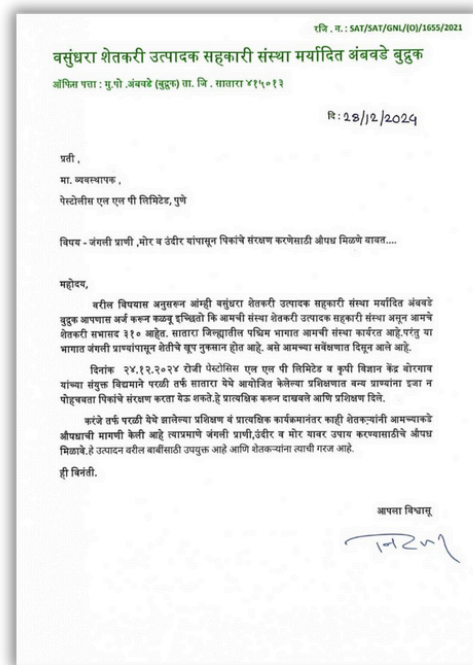 रजि . न. : SAT/SAT/GNL/(O)/1655/2021
वसुंधरा शेतकरी उत्पादक सहकारी संस्था मर्यादित अंबवडे बुद्रुक
ऑफिस पत्ता : मु.पो .अंबवडे (बुद्रुक) ता. जि . सातारा ४१५०१३
दि: 28/12/2024
प्रती ,
मा. व्यवस्थापक ,
पेस्टोलीस एल एल पी लिमिटेड, पुणे
विषय - जंगली प्राणी ,मोर व उंदीर यांपासून पिकांचे संरक्षण करणेसाठी औषध मिळणे बाबत....
महोदय,
वरील विषयास अनुसरून आंम्ही वसुंधरा शेतकरी उत्पादक सहकारी संस्था मर्यादित अंबवडे
बुद्रुक आपणास अर्ज करून कळवू इच्छितो कि आमची संस्था शेतकरी उत्पादक सहकारी संस्था असून आमचे
शेतकरी सभासद ३१० आहेत. सातारा जिल्ह्यातील पश्चिम भागात आमची संस्था कार्यरत आहे.परंतु या
भागात जंगली प्राण्यांपासून शेतीचे खूप नुकसान होत आहे. असे आमच्या सर्वेक्षणात दिसून आले आहे.
दिनांक २४.१२.२०२४ रोजी पेस्टोसिस एल एल पी लिमिटेड व कृषी विज्ञान केंद्र बोरगाव
यांच्या संयुक्त विद्यमाने परळी तर्फ सातारा येथे आयोजित केलेल्या प्रशिक्षणात वन्य प्राण्यांना इजा न
पोहचवता पिकांचे संरक्षण करता येऊ शकते.हे प्रात्यक्षिक करून दाखवले आणि प्रशिक्षण दिले.
करंजे तर्फ परळी येथे झालेल्या प्रशिक्षण वं प्रात्यक्षिक कार्यक्रमानंतर काही शेतकऱ्यांनी आमच्याकडे
औषधाची मागणी केली आहे त्याप्रमाणे जंगली प्राणी,उंदीर व मोर यावर उपाय करण्यासाठीचे औषध
मिळावे.हे उत्पादन वरील बाबींसाठी उपयुक्त आहे आणि शेतकऱ्यांना त्याची गरज आहे.
ही विनंती.
आपला विश्वासू